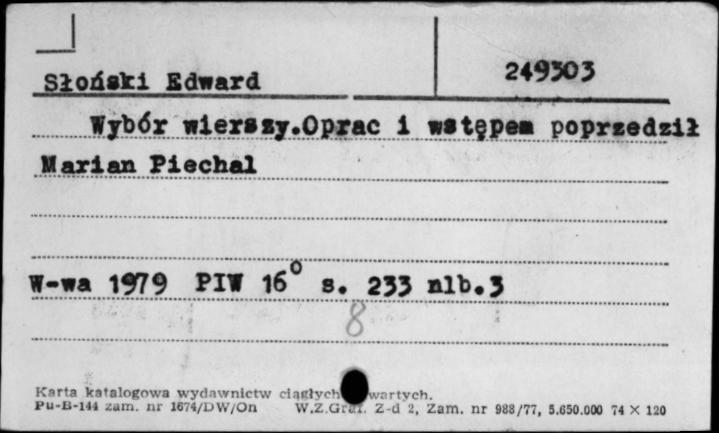 Słoński Edward 249303
Wybór wierszy.Oprac i wstępem poprzedził
Marian Piechal
W-wa 1979 PIW 16° s. 233 nlb.3
8
Karta katalogowa wydawnictw ciągłych wartych.
Pu-B-144 zam. nr 1674/DW/On W.Z.Graf. Z-d 2, Zam. nr 988/77, 5.650.000 74 X 120